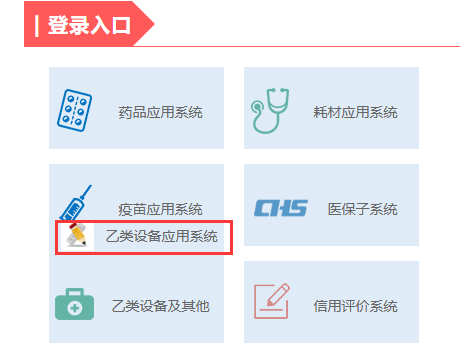 登录入口
药品应用系统
耗材应用系统
疫苗应用系统
CHS
医保子系统
乙类设备应用系统
乙类设备及其他
信用评价系统